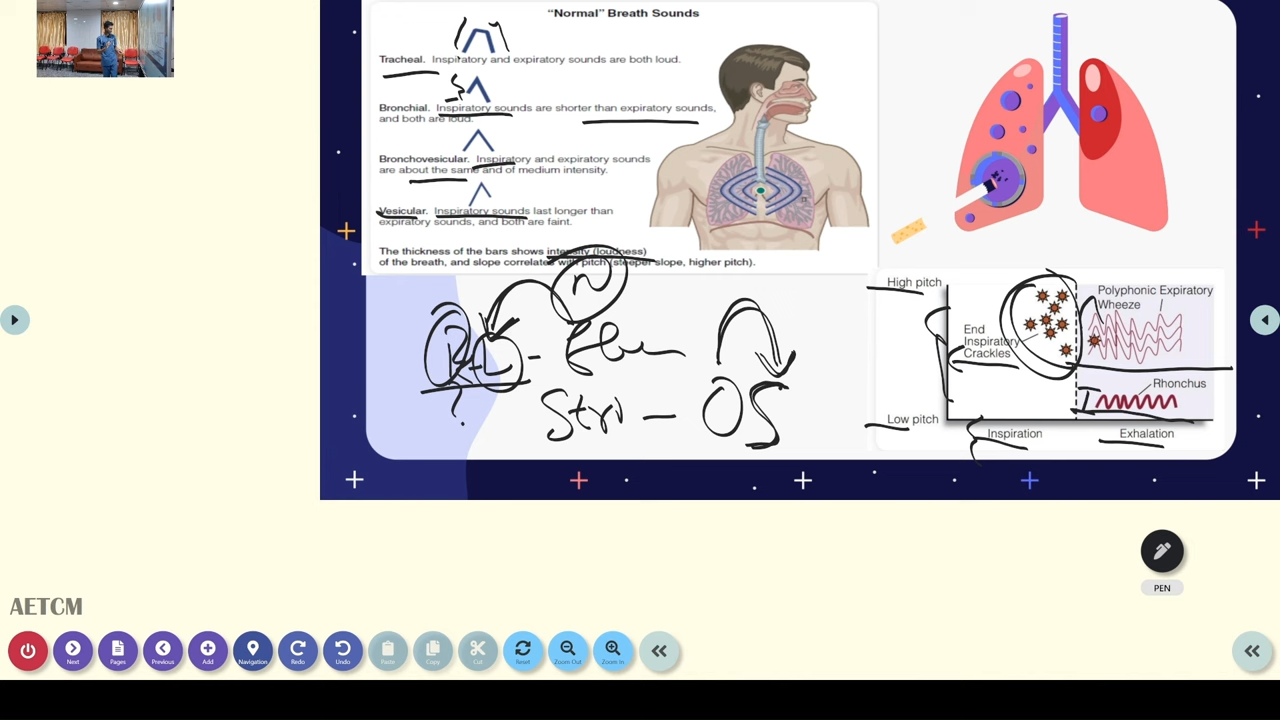 “Normal” Breath Sounds
Tracheal. Inspiratory and expiratory sounds are both loud.
Bronchial. Inspiratory sounds are shorter than expiratory sounds,
and both are loud.
Bronchovesicular. Inspiratory and expiratory sounds
are about the same and of medium intensity.
Vesicular. Inspiratory sounds last longer than
expiratory sounds, and both are faint.
The thickness of the bars shows intensity (loudness)
of the breath, and slope correlates with pitch (steeper slope, higher pitch).
High pitch
Polyphonic Expiratory
Wheeze
End
Inspiratory
Crackles
Rhonchus
Low pitch
Inspiration
Exhalation
PEN
AETCM
Next
Pages
Previous
Add
Navigation
Redo
Undo
Paste
Copy
Cut
Reset
Zoom Out
Zoom In